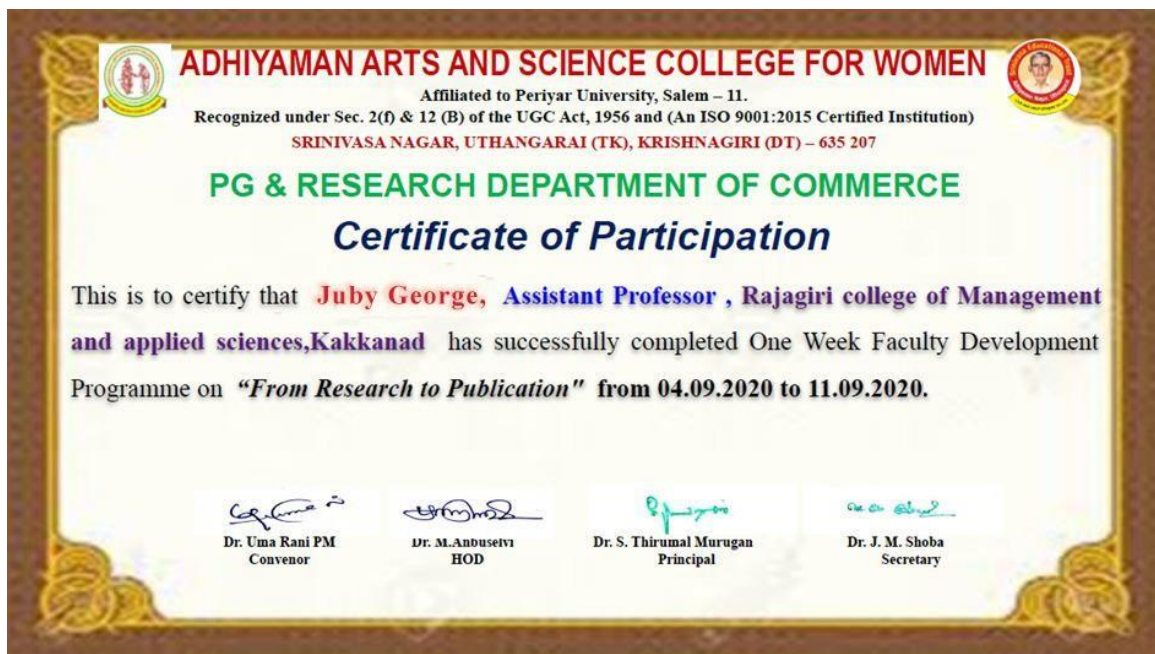 ADHIYAMAN ARTS AND SCIENCE COLLEGE FOR WOMEN
Affiliated to Periyar University, Salem – 11.
Recognized under Sec. 2(f) & 12 (B) of the UGC Act, 1956 and (An ISO 9001:2015 Certified Institution)
SRINIVASA NAGAR, UTHANGARAI (TK), KRISHNAGIRI (DT) – 635 207
PG & RESEARCH DEPARTMENT OF COMMERCE
Certificate of Participation
This is to certify that Juby George, Assistant Professor , Rajagiri college of Management
and applied sciences,Kakkanad has successfully completed One Week Faculty Development
Programme on “From Research to Publication" from 04.09.2020 to 11.09.2020.
Dr. Uma Rani PM Dr. M.Anbuselvi Dr. S. Thirumal Murugan Dr. J. M. Shoba
Convenor HOD Principal Secretary